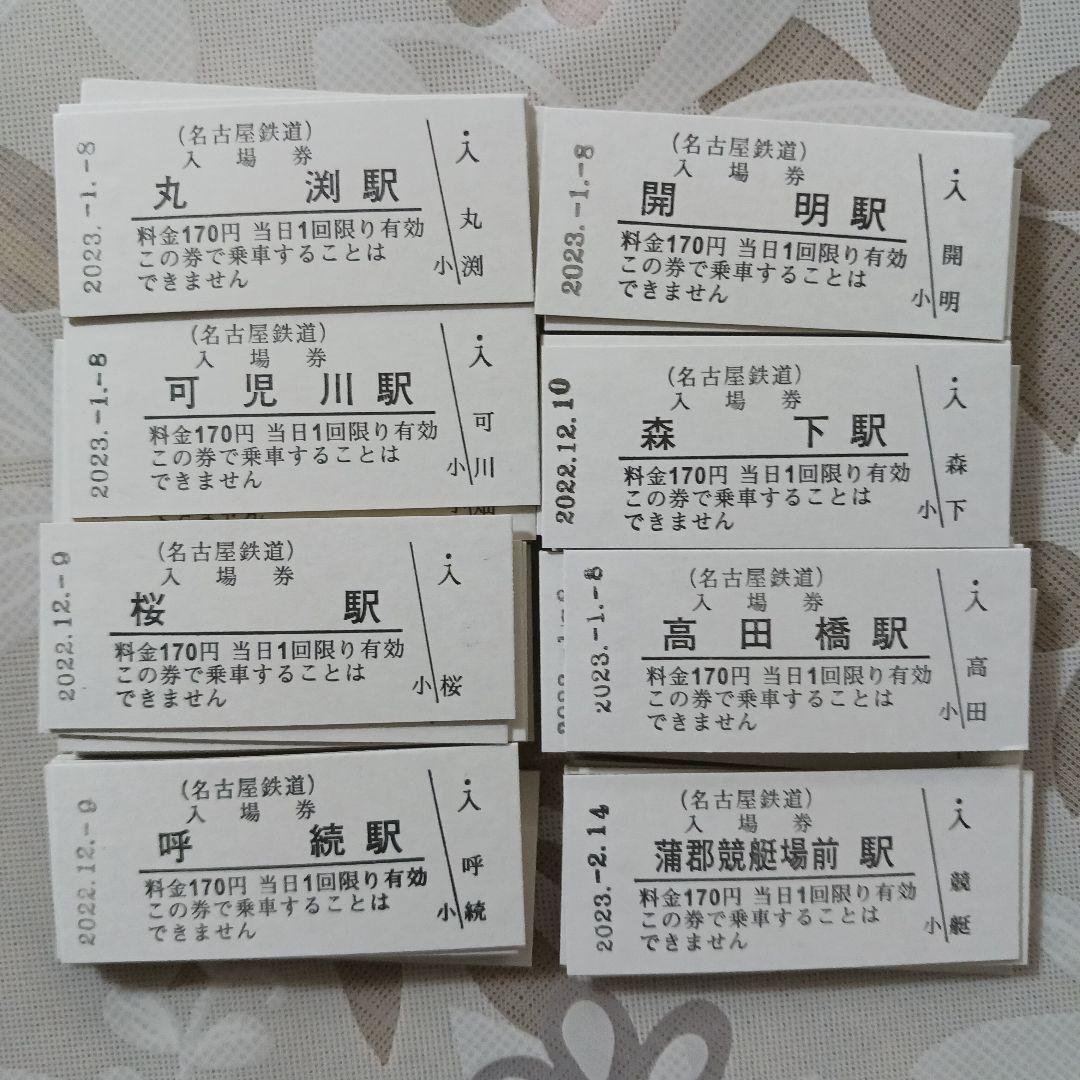 2023.-1.-8
(名古屋鉄道)
入場券
丸渕駅
料金170円 当日1回限り有効
この券で乗車することは
できません
・入
丸
小 渕
2023.-1.-8
(名古屋鉄道)
入場券
開明駅
料金170円 当日1回限り有効
この券で乗車することは
できません
・入
開
小 明
2023.-1.-8
(名古屋鉄道)
入場券
可児川駅
料金170円 当日1回限り有効
この券で乗車することは
できません
・入
可
小 川
2022.12.10
(名古屋鉄道)
入場券
森下駅
料金170円 当日1回限り有効
この券で乗車することは
できません
・入
森
小 下
2022.12.-9
(名古屋鉄道)
入場券
桜駅
料金170円 当日1回限り有効
この券で乗車することは
できません
・入
小 桜
2023.-1.-8
(名古屋鉄道)
入場券
高田橋駅
料金170円 当日1回限り有効
この券で乗車することは
できません
・入
高
小 田
2022.12.-9
(名古屋鉄道)
入場券
呼続駅
料金170円 当日1回限り有効
この券で乗車することは
できません
・入
呼
小 続
2023.-2.14
(名古屋鉄道)
入場券
蒲郡競艇場前 駅
料金170円 当日1回限り有効
この券で乗車することは
できません
・入
競
小 艇